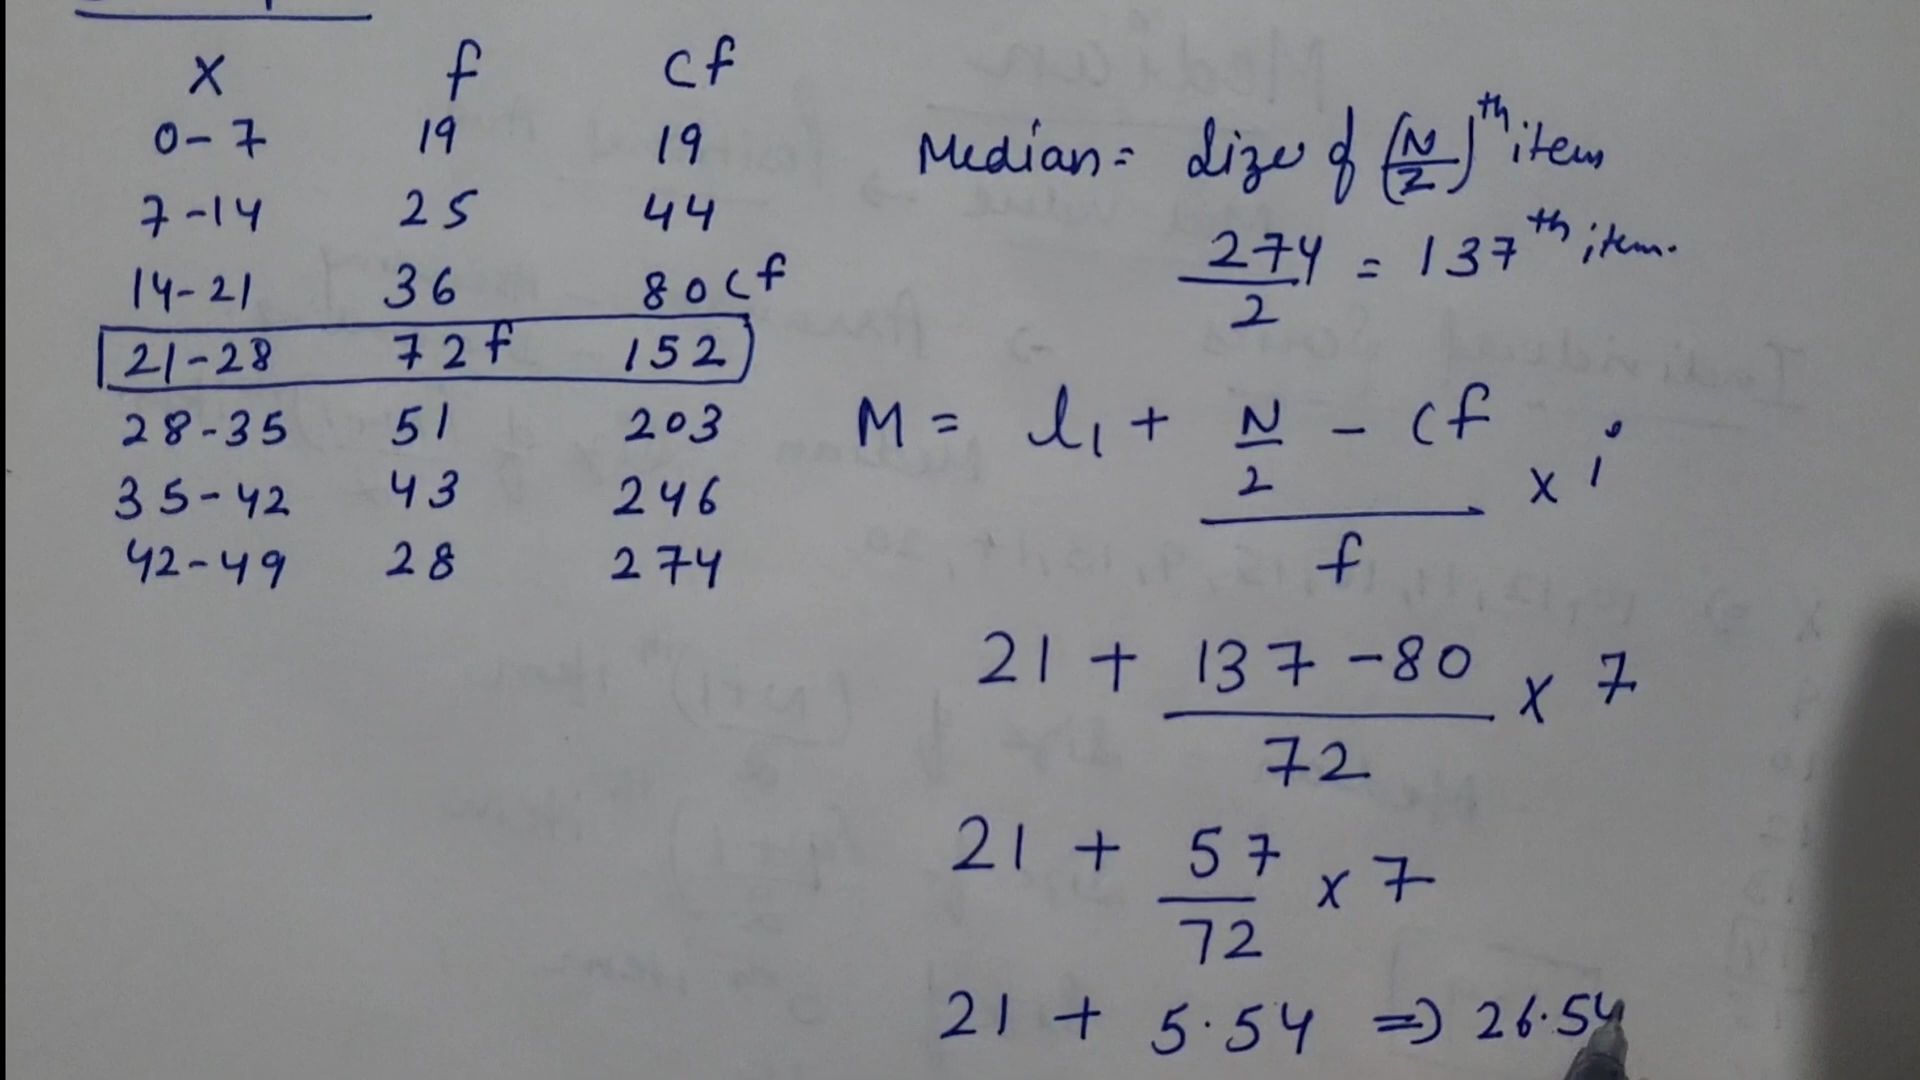 X f cf
0-7 19 19
7-14 25 44
14-21 36 80 cf
21-28 72 f 152
28-35 51 203
35-42 43 246
42-49 28 274
Median = Size of (N/2)th item
274/2 = 137th item.
M = l₁ + (N/2 - cf)/f × i
21 + (137-80)/72 × 7
21 + 57/72 × 7
21 + 5.54 ⇒ 26.54